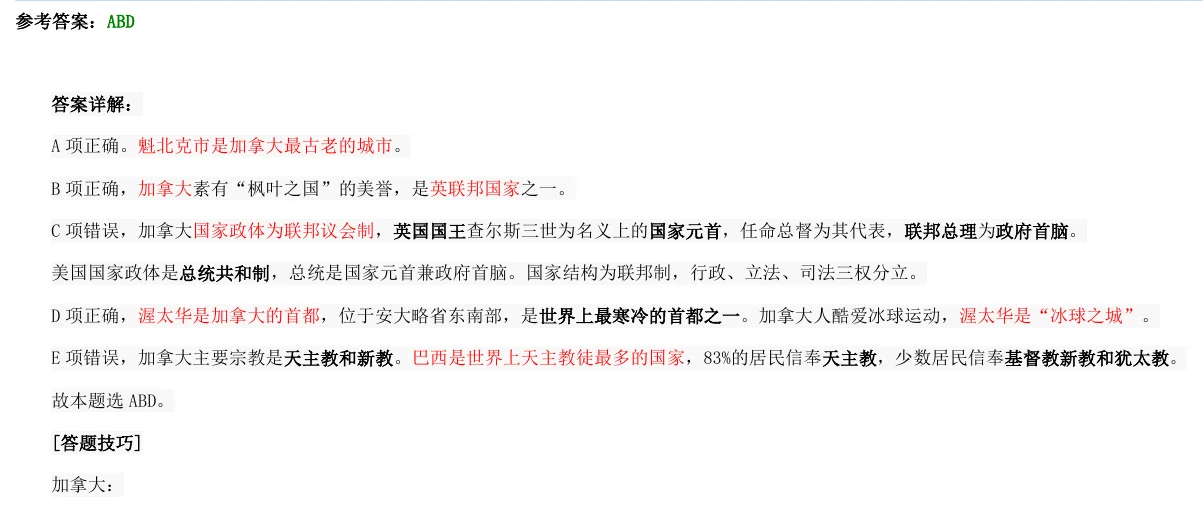 参考答案：ABD
答案详解：
A 项正确。魁北克市是加拿大最古老的城市。
B 项正确，加拿大素有“枫叶之国”的美誉，是英联邦国家之一。
C 项错误，加拿大国家政体为联邦议会制，英国国王查尔斯三世为名义上的国家元首，任命总督为其代表，联邦总理为政府首脑。
美国国家政体是总统共和制，总统是国家元首兼政府首脑。国家结构为联邦制，行政、立法、司法三权分立。
D 项正确，渥太华是加拿大的首都，位于安大略省东南部，是世界上最寒冷的首都之一。加拿大人酷爱冰球运动，渥太华是“冰球之城”。
E 项错误，加拿大主要宗教是天主教和新教。巴西是世界上天主教徒最多的国家，83%的居民信奉天主教，少数居民信奉基督教新教和犹太教。
故本题选 ABD。
[答题技巧]
加拿大：